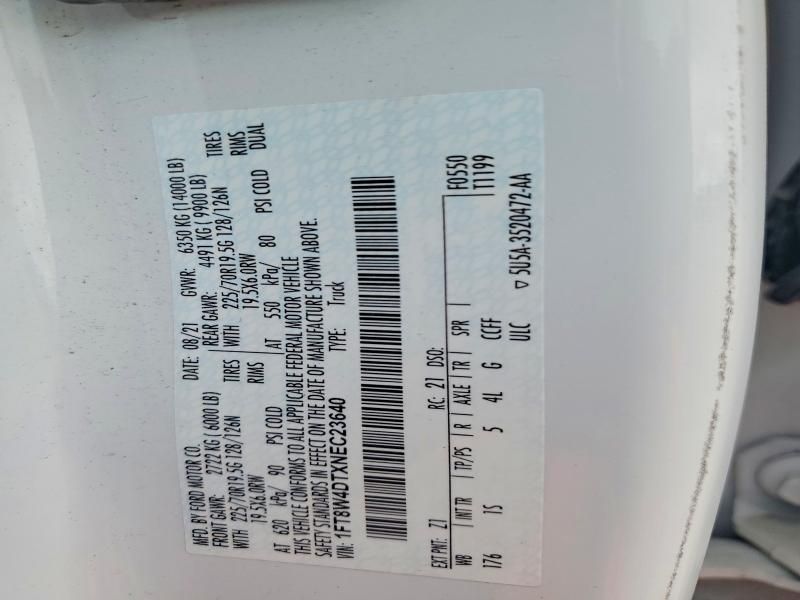 MFD. BY FORD MOTOR CO.
DATE: 08/21 GVWR: 6350 KG (14000 LB)
FRONT GAWR: 2722 KG ( 6000 LB) REAR GAWR: 4491 KG ( 9900 LB)
WITH 225/70R19.5G 128/126N TIRES WITH 225/70R19.5G 128/126N TIRES
19.5X6.0RW RIMS 19.5X6.0RW RIMS
AT 620 kPa/ 90 PSI COLD AT 550 kPa/ 80 PSI COLD DUAL
THIS VEHICLE CONFORMS TO ALL APPLICABLE FEDERAL MOTOR VEHICLE
SAFETY STANDARDS IN EFFECT ON THE DATE OF MANUFACTURE SHOWN ABOVE.
VIN: 1FT8W4DTXNEC23640 TYPE: Truck
F0550
EXT PNT: Z1 RC: 21 DSO: T1199
WB INT TR TP/PS R AXLE TR SPR
176 1S 5 4L G CCFF
ULC ▽ 5U5A-3520472-AA